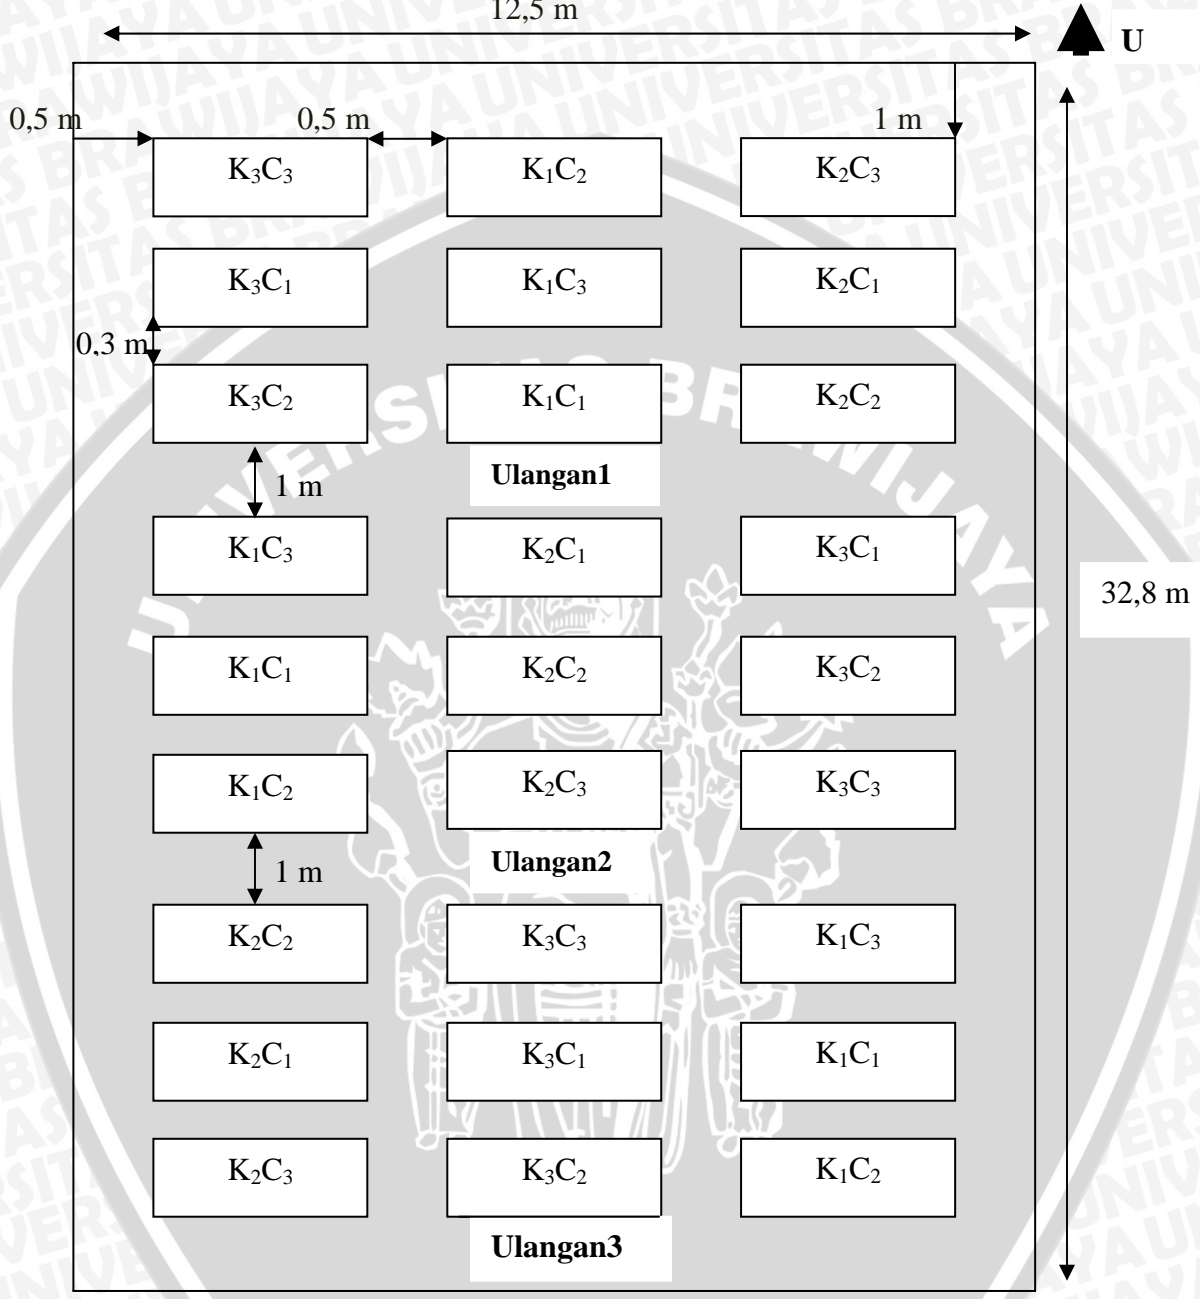 12,5 m
U
0,5 m
0,5 m
1 m
K₃C₃
K₁C₂
K₂C₃
K₃C₁
K₁C₃
K₂C₁
0,3 m
K₃C₂
K₁C₁
K₂C₂
Ulangan1
1 m
K₁C₃
K₂C₁
K₃C₁
32,8 m
K₁C₁
K₂C₂
K₃C₂
K₁C₂
K₂C₃
K₃C₃
Ulangan2
1 m
K₂C₂
K₃C₃
K₁C₃
K₂C₁
K₃C₁
K₁C₁
K₂C₃
K₃C₂
K₁C₂
Ulangan3
UNIVERSITAS BRAWIJAYA